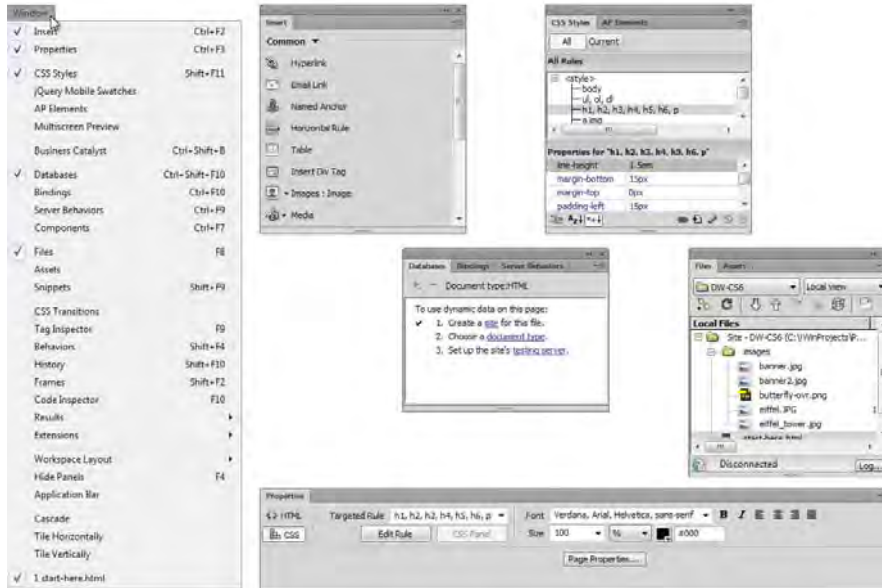 Window
Insert Ctrl+F2
Properties Ctrl+F3
CSS Styles Shift+F11
jQuery Mobile Swatches
AP Elements
Multiscreen Preview
Business Catalyst Ctrl+Shift+B
Databases Ctrl+Shift+F10
Bindings Ctrl+F10
Server Behaviors Ctrl+F9
Components Ctrl+F7
Files F8
Assets
Snippets Shift+F9
CSS Transitions
Tag Inspector F9
Behaviors Shift+F4
History Shift+F10
Frames Shift+F2
Code Inspector F10
Results
Extensions
Workspace Layout
Hide Panels F4
Application Bar
Cascade
Tile Horizontally
Tile Vertically
1 start-here.html
Insert
Common
Hyperlink
Email Link
Named Anchor
Horizontal Rule
Table
Insert Div Tag
Images : Image
Media
CSS Styles AP Elements
All Current
All Rules
<style>
body
ul, ol, dl
h1, h2, h3, h4, h5, h6, p
a img
Properties for "h1, h2, h3, h4, h5, h6, p"
line-height 1.5em
margin-bottom 15px
margin-top 0px
padding-left 15px
Databases Bindings Server Behaviors
Document type:HTML
To use dynamic data on this page:
1. Create a site for this file.
2. Choose a document type.
3. Set up the site's testing server.
Files Assets
DW-CS6 Local view
Local Files
Site - DW-CS6 (C:\WinProjects\P...
images
banner.jpg
banner2.jpg
butterfly-ovr.png
eiffel.JPG 1
eiffel_tower.jpg
start-here.html
Disconnected Log...
Properties
<> HTML Targeted Rule h1, h2, h3, h4, h5, h6, p Font Verdana, Arial, Helvetica, sans-serif B I
CSS Edit Rule CSS Panel Size 100 % #000
Page Properties...